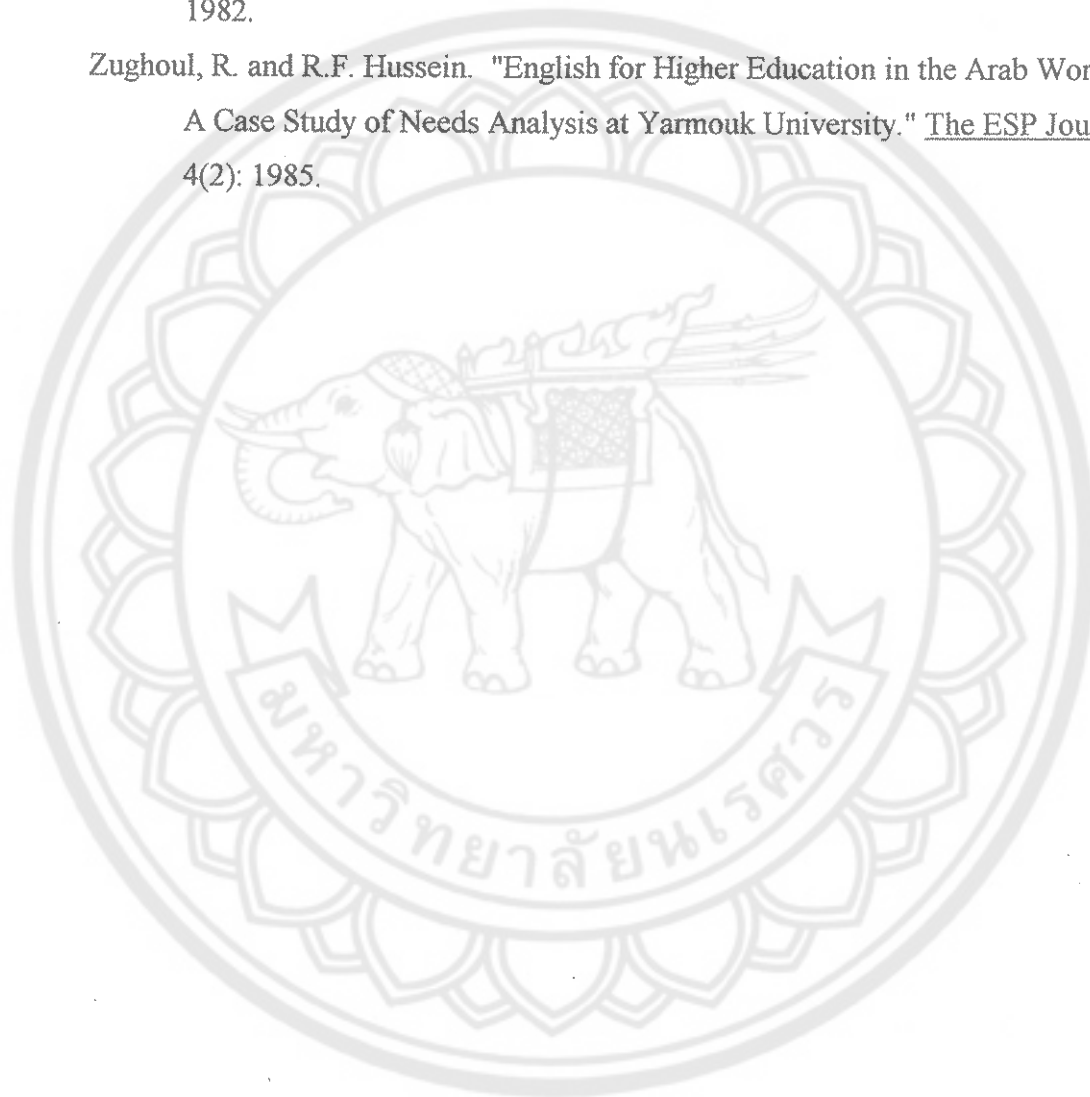 1982.
Zughoul, R. and R.F. Hussein. "English for Higher Education in the Arab Wor
A Case Study of Needs Analysis at Yarmouk University." The ESP Jou
4(2): 1985.
มหาวิทยาลัยนเรศวร